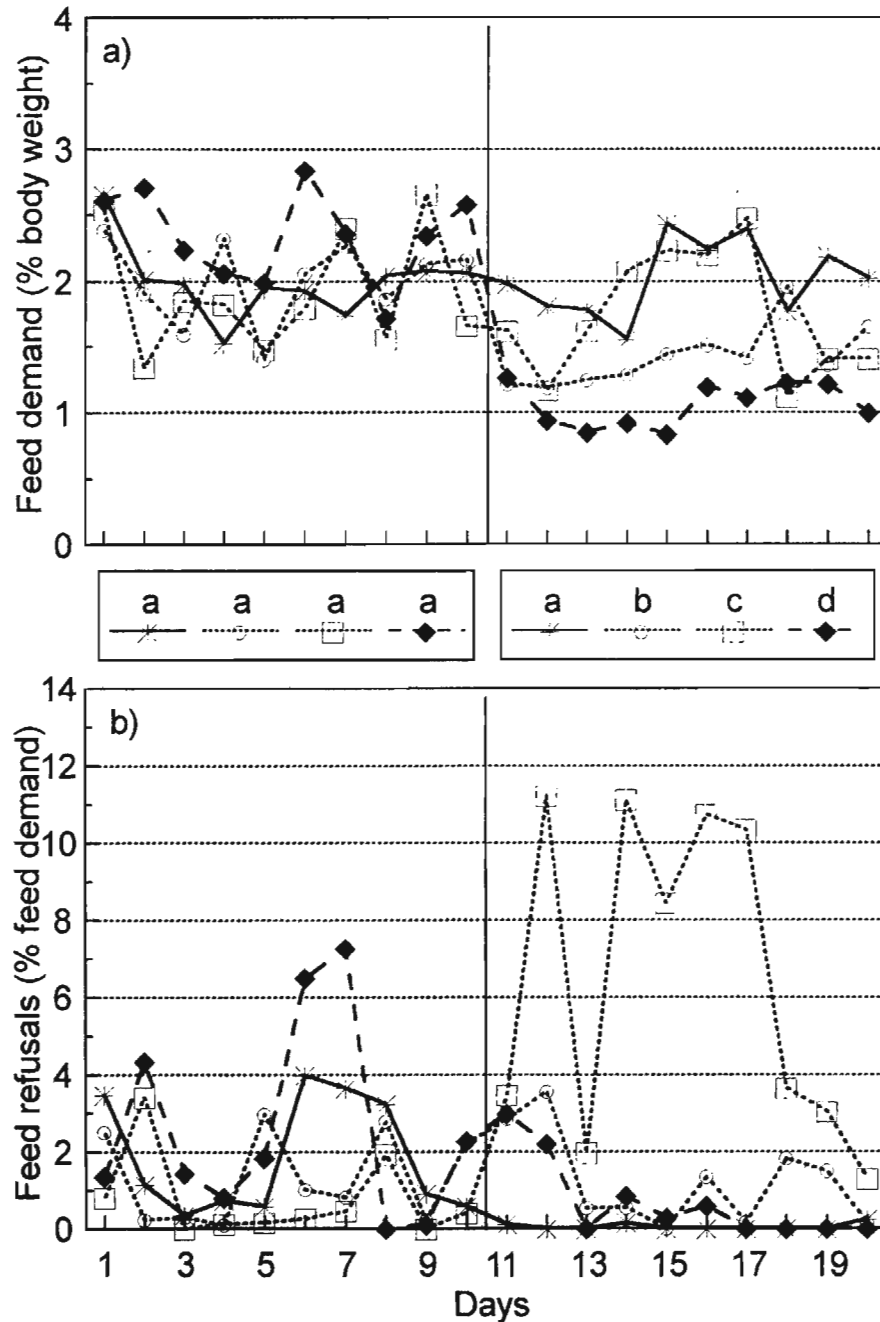 4
a)
3
2
1
0
Feed demand (% body weight)
a a a a
a b c d
14
b)
12
10
8
6
4
2
0
Feed refusals (% feed demand)
1 3 5 7 9 11 13 15 17 19
Days